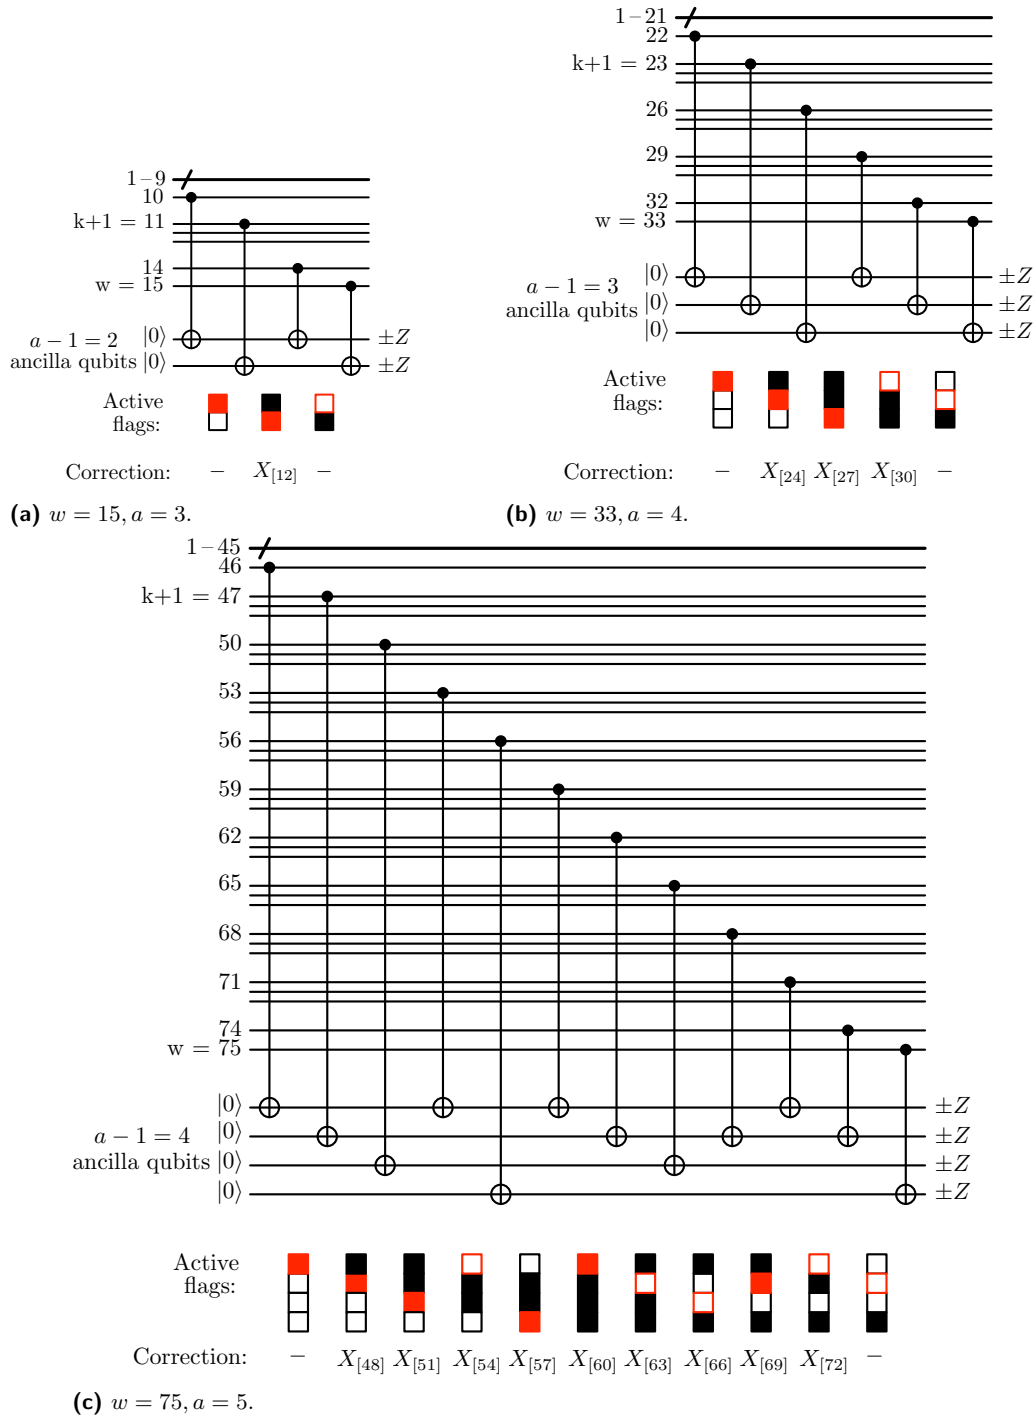 1–9
10
k+1 = 11
14
w = 15
a − 1 = 2
ancilla qubits
|0⟩ ±Z
|0⟩ ±Z
Active
flags:
Correction: – X[12] –
(a) w = 15, a = 3.
1–21
22
k+1 = 23
26
29
32
w = 33
a − 1 = 3
ancilla qubits
|0⟩ ±Z
|0⟩ ±Z
|0⟩ ±Z
Active
flags:
Correction: – X[24] X[27] X[30] –
(b) w = 33, a = 4.
1–45
46
k+1 = 47
50
53
56
59
62
65
68
71
74
w = 75
a − 1 = 4
ancilla qubits
|0⟩ ±Z
|0⟩ ±Z
|0⟩ ±Z
|0⟩ ±Z
Active
flags:
Correction: – X[48] X[51] X[54] X[57] X[60] X[63] X[66] X[69] X[72] –
(c) w = 75, a = 5.